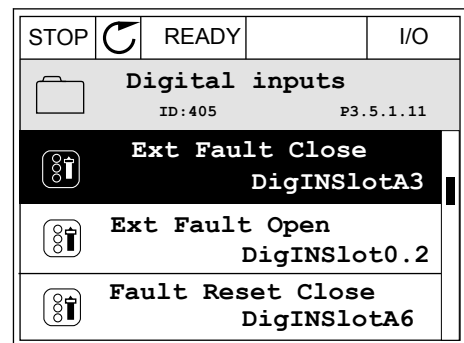 STOP READY I/O
Digital inputs
ID:405 P3.5.1.11
Ext Fault Close
DigINSlotA3
Ext Fault Open
DigINSlot0.2
Fault Reset Close
DigINSlotA6